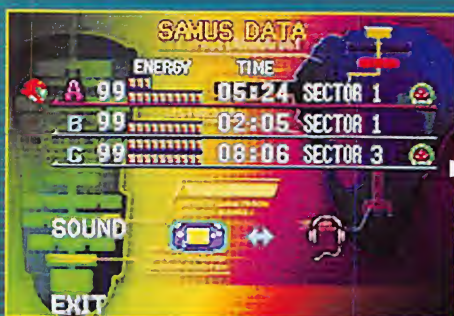 SAMUS DATA
ENERGY TIME
A 99 05:24 SECTOR 1
B 99 02:05 SECTOR 1
C 99 08:06 SECTOR 3
SOUND
EXIT